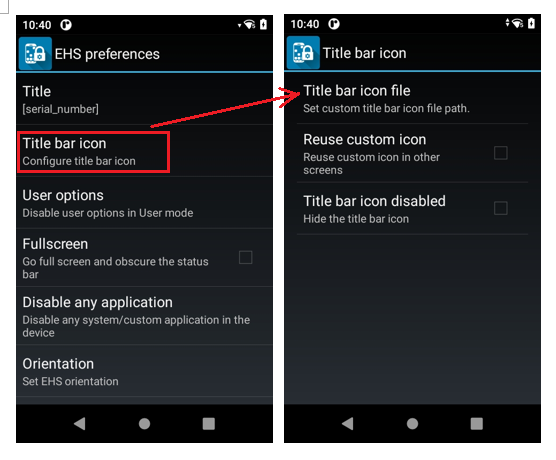 10:40
EHS preferences
Title
[serial_number]
Title bar icon
Configure title bar icon
User options
Disable user options in User mode
Fullscreen
Go full screen and obscure the status
bar
Disable any application
Disable any system/custom application in the
device
Orientation
Set EHS orientation
10:40
Title bar icon
Title bar icon file
Set custom title bar icon file path.
Reuse custom icon
Reuse custom icon in other
screens
Title bar icon disabled
Hide the title bar icon